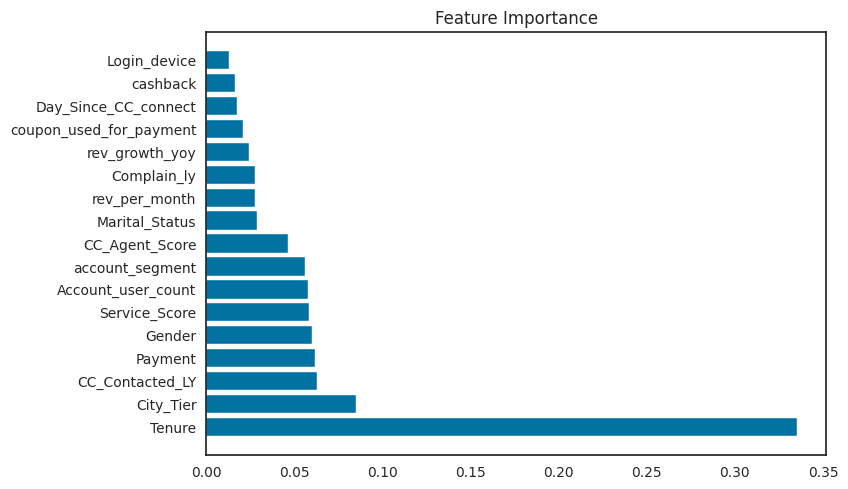 Feature Importance
Login_device
cashback
Day_Since_CC_connect
coupon_used_for_payment
rev_growth_yoy
Complain_ly
rev_per_month
Marital_Status
CC_Agent_Score
account_segment
Account_user_count
Service_Score
Gender
Payment
CC_Contacted_LY
City_Tier
Tenure
0.00 0.05 0.10 0.15 0.20 0.25 0.30 0.35